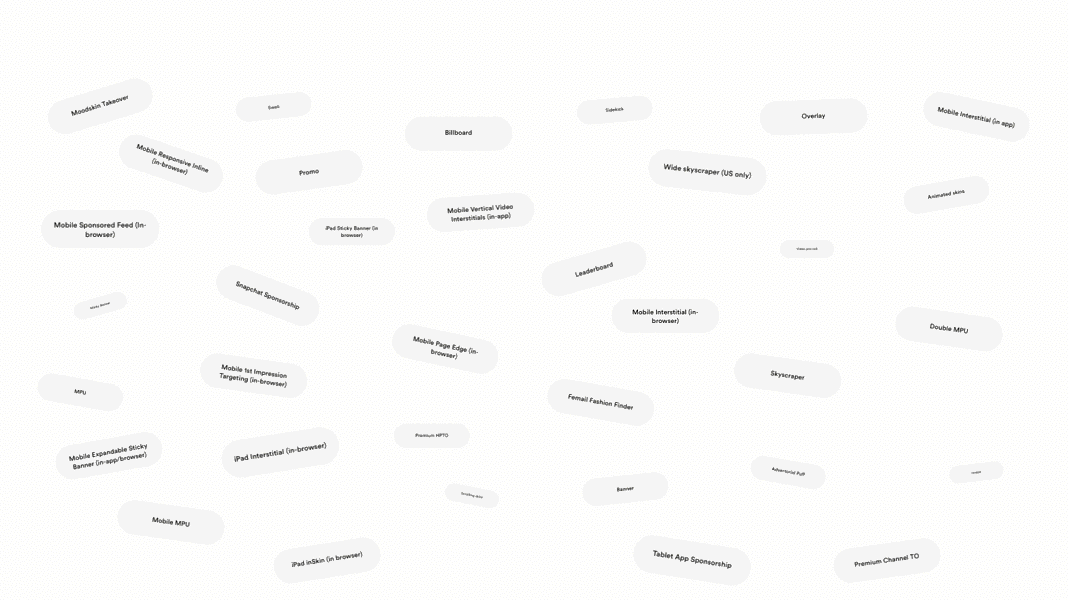 Moodskin Takeover
Sidekick
Overlay
Mobile Interstitial (in app)
Billboard
Mobile Responsive Inline
(in-browser)
Promo
Wide skyscraper (US only)
Animated skins
Mobile Vertical Video
Interstitials (in-app)
Mobile Sponsored Feed (In-
browser)
iPad Sticky Banner (in
browser)
Video pre-roll
Leaderboard
Snapchat Sponsorship
Sticky Banner
Mobile Interstitial (in-
browser)
Double MPU
Mobile Page Edge (in-
browser)
Mobile 1st Impression
Targeting (in-browser)
Skyscraper
MPU
Femail Fashion Finder
Premium HPTO
Mobile Expandable Sticky
Banner (in-app/browser)
iPad Interstitial (in-browser)
Advertorial Puff
Banner
Mobile MPU
iPad inSkin (in browser)
Tablet App Sponsorship
Premium Channel TO